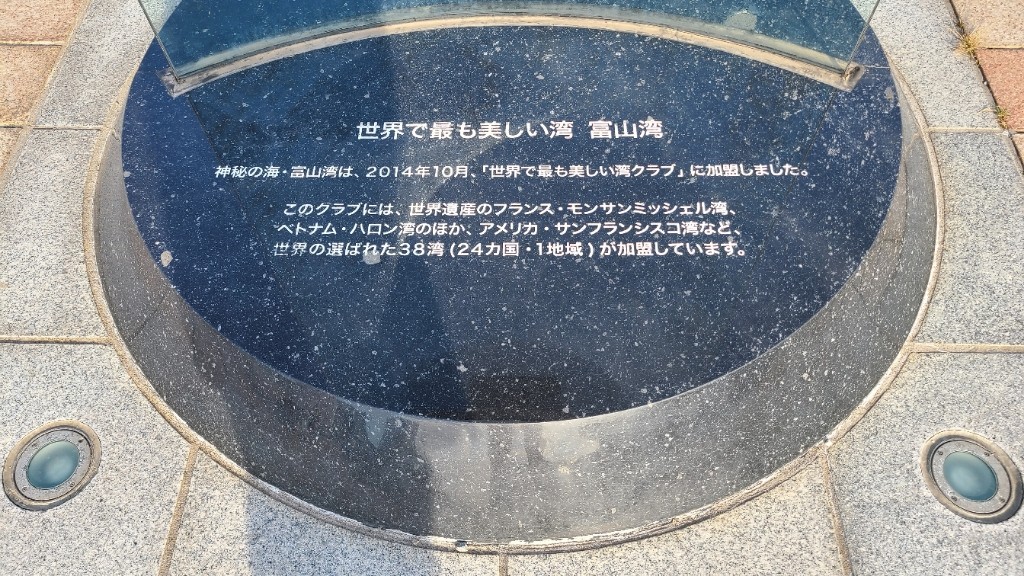 世界で最も美しい湾 富山湾
神秘の海・富山湾は、2014年10月、「世界で最も美しい湾クラブ」に加盟しました。
このクラブには、世界遺産のフランス・モンサンミッシェル湾、
ベトナム・ハロン湾のほか、アメリカ・サンフランシスコ湾など、
世界の選ばれた38湾(24カ国・1地域)が加盟しています。